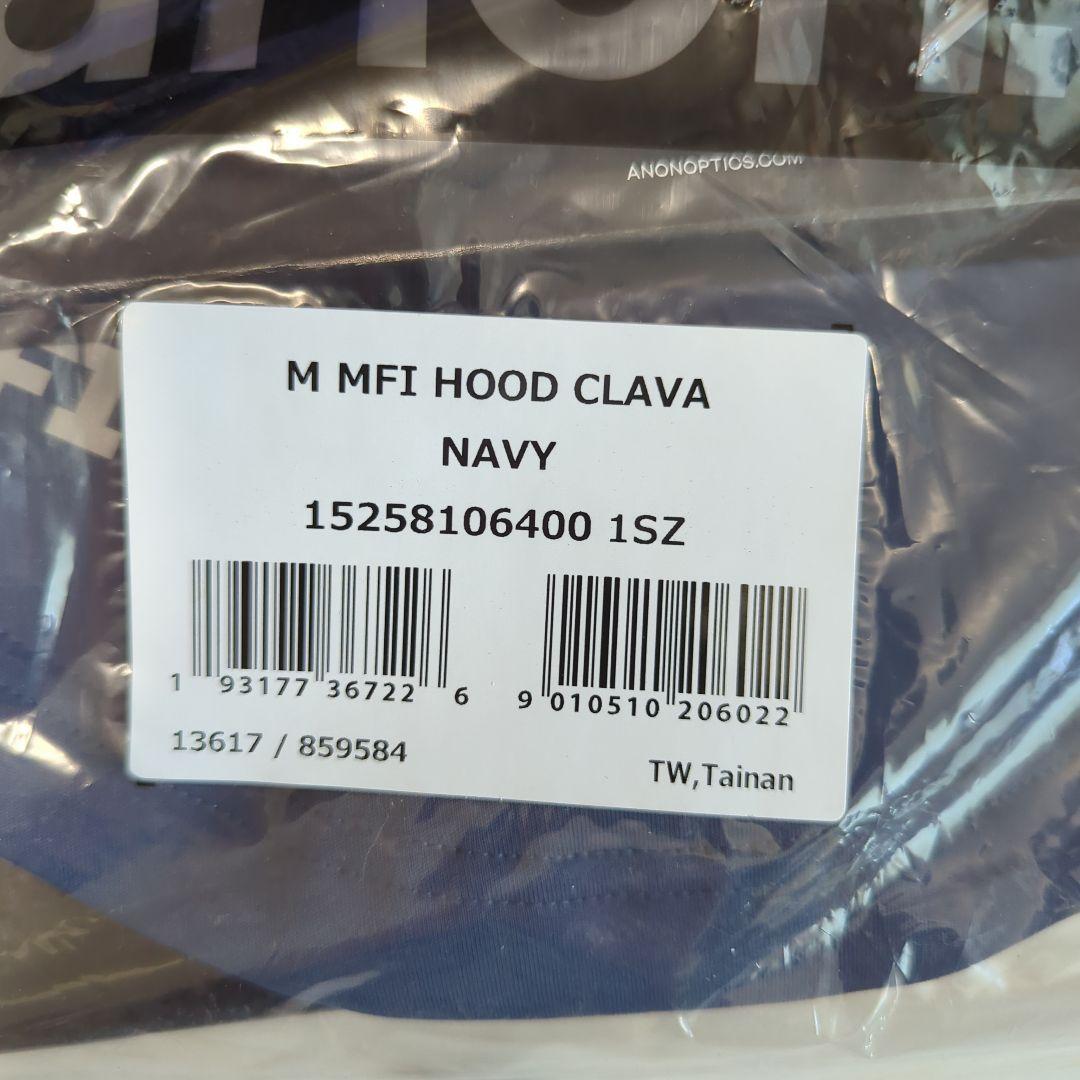 anon
ANONOPTICS.COM
M MFI HOOD CLAVA
NAVY
15258106400 1SZ
1 93177 36722 6
9 010510 206022
13617 / 859584
TW,Tainan